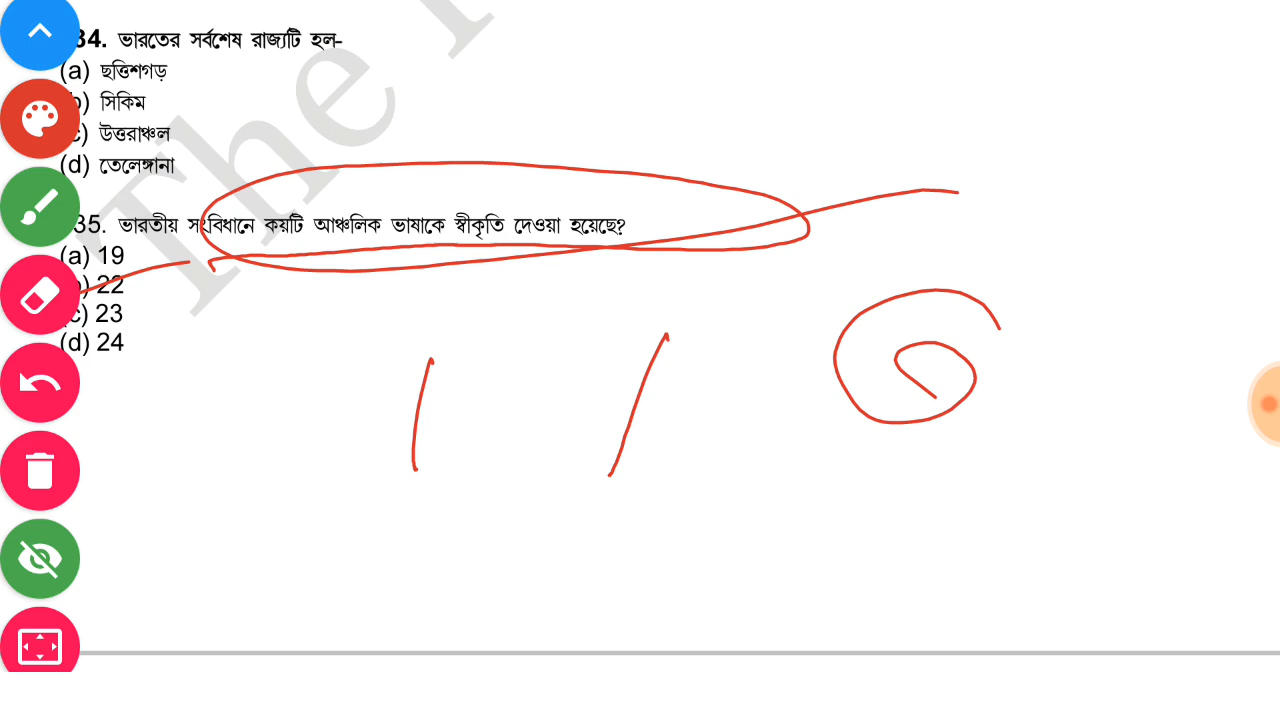 34. ভারতের সর্বশেষ রাজ্যটি হল-
(a) ছত্তিশগড়
b) সিকিম
c) উত্তরাঞ্চল
(d) তেলেঙ্গানা
35. ভারতীয় সংবিধানে কয়টি আঞ্চলিক ভাষাকে স্বীকৃতি দেওয়া হয়েছে?
(a) 19
b) 22
c) 23
(d) 24
The